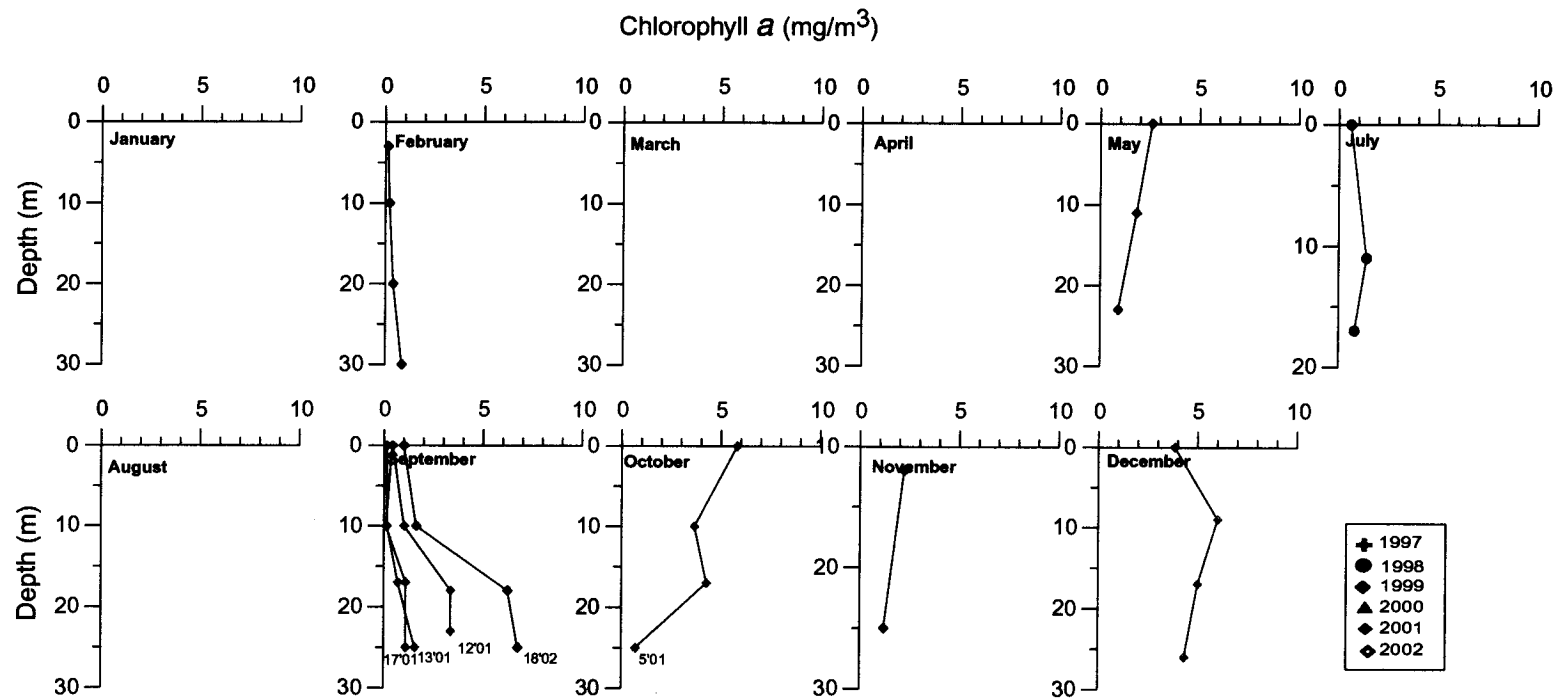 Chlorophyll a (mg/m3)
0 5 10 0 5 10 0 5 10 0 5 10 0 5 10 0 5 10
Depth (m)
0 10 20 30
January
0 10 20 30
February
0 10 20 30
March
0 10 20 30
April
0 10 20 30
May
0 10 20
July
0 5 10 0 5 10 0 5 10 0 5 10 0 5 10
Depth (m)
0 10 20 30
August
0 10 20 30
September
17'01 13'01 12'01 18'02
0 10 20 30
October
5'01
10 20 30
November
0 10 20 30
December
1997
1998
1999
2000
2001
2002